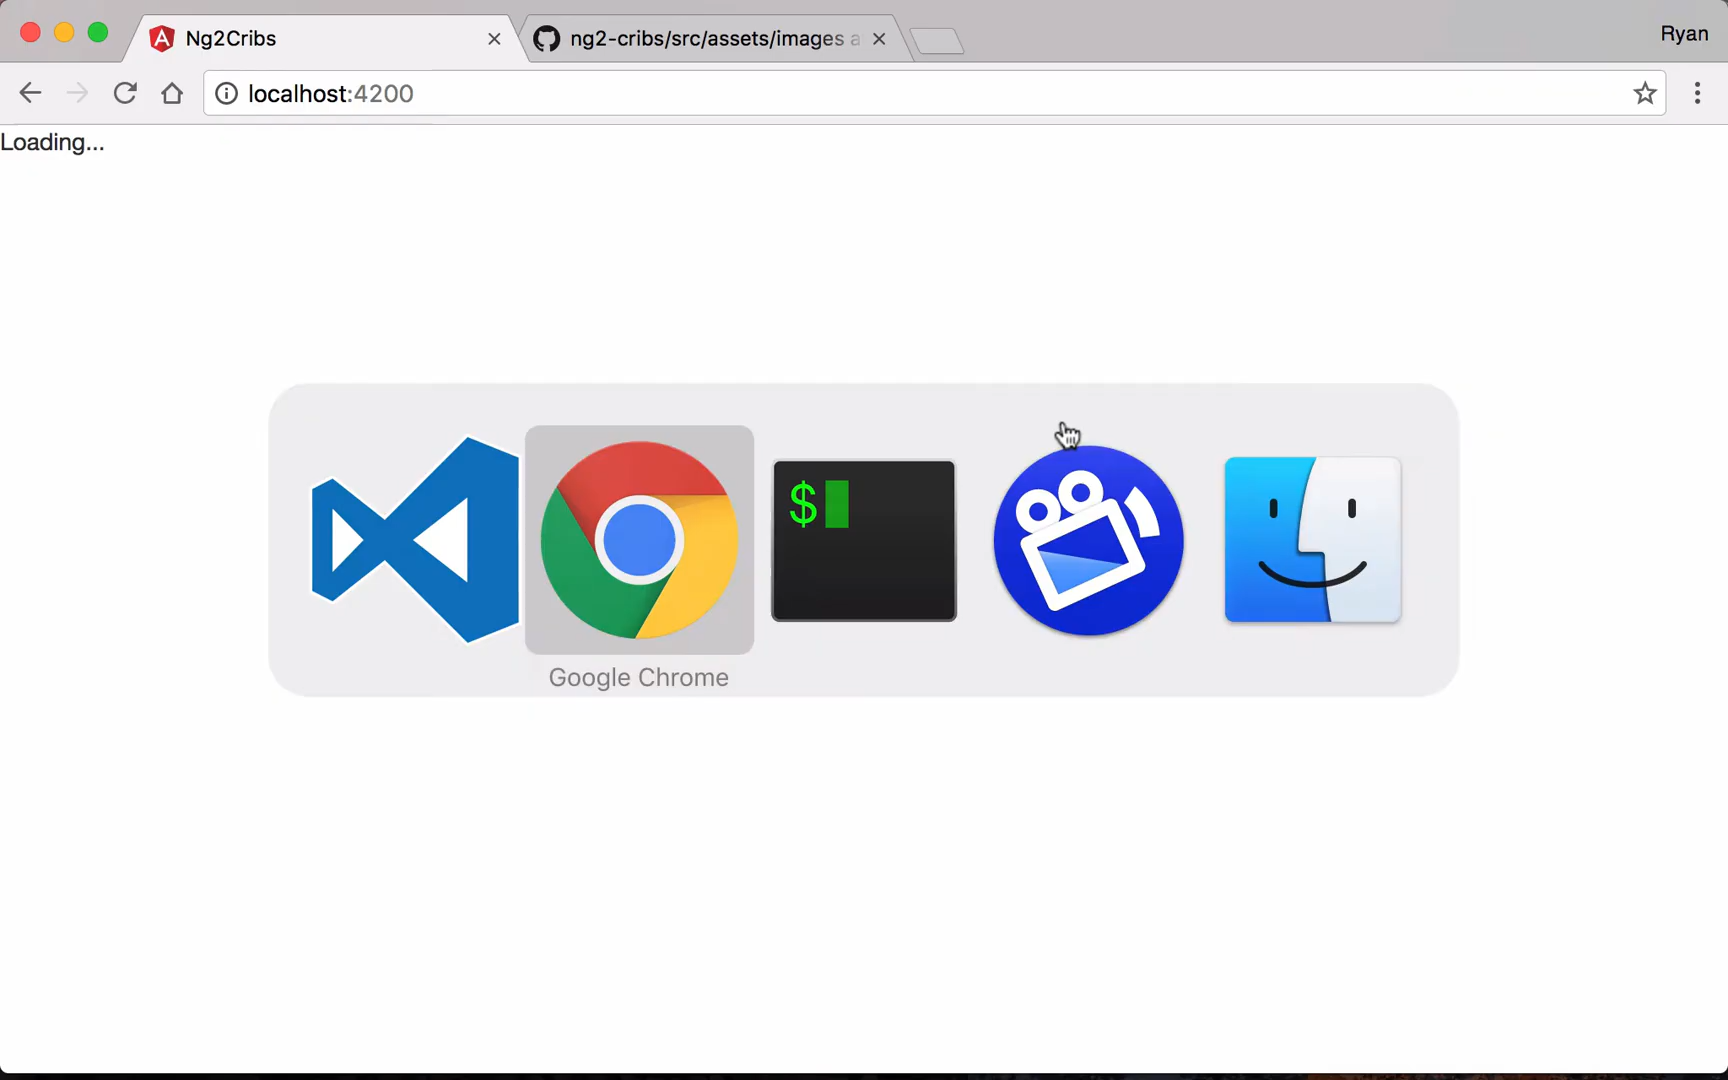 Ng2Cribs
ng2-cribs/src/assets/images a
Ryan
localhost:4200
Loading...
$
Google Chrome